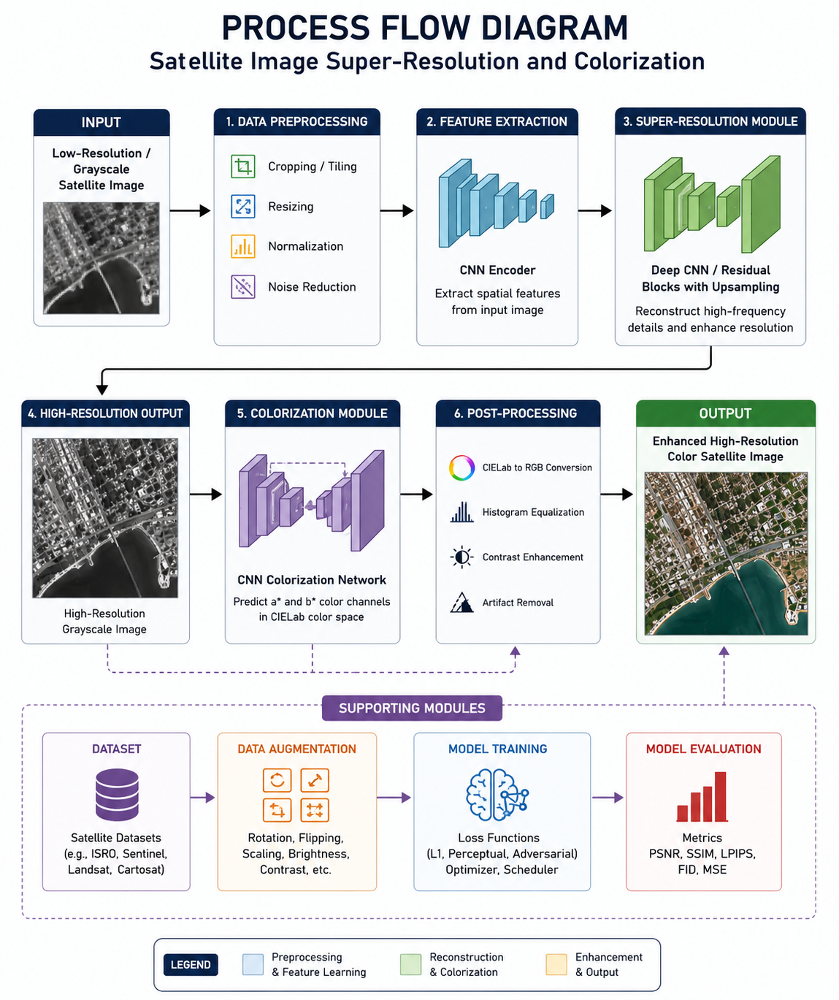 PROCESS FLOW DIAGRAM
Satellite Image Super-Resolution and Colorization
INPUT
Low-Resolution /
Grayscale
Satellite Image
1. DATA PREPROCESSING
Cropping / Tiling
Resizing
Normalization
Noise Reduction
2. FEATURE EXTRACTION
CNN Encoder
Extract spatial features
from input image
3. SUPER-RESOLUTION MODULE
Deep CNN / Residual
Blocks with Upsampling
Reconstruct high-frequency
details and enhance resolution
4. HIGH-RESOLUTION OUTPUT
High-Resolution
Grayscale Image
5. COLORIZATION MODULE
CNN Colorization Network
Predict a* and b* color channels
in CIELab color space
6. POST-PROCESSING
CIELab to RGB Conversion
Histogram Equalization
Contrast Enhancement
Artifact Removal
OUTPUT
Enhanced High-Resolution
Color Satellite Image
SUPPORTING MODULES
DATASET
Satellite Datasets
(e.g., ISRO, Sentinel,
Landsat, Cartosat)
DATA AUGMENTATION
Rotation, Flipping,
Scaling, Brightness,
Contrast, etc.
MODEL TRAINING
Loss Functions
(L1, Perceptual, Adversarial)
Optimizer, Scheduler
MODEL EVALUATION
Metrics
PSNR, SSIM, LPIPS,
FID, MSE
LEGEND
Preprocessing
& Feature Learning
Reconstruction
& Colorization
Enhancement
& Output